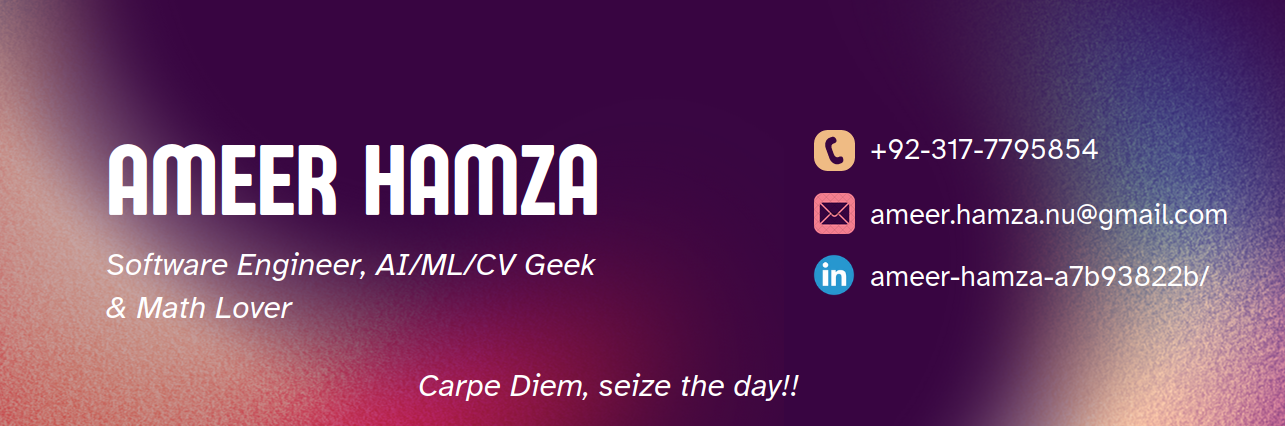 AMEER HAMZA
Software Engineer, AI/ML/CV Geek
& Math Lover
+92-317-7795854
ameer.hamza.nu@gmail.com
in
ameer-hamza-a7b93822b/
Carpe Diem, seize the day!!